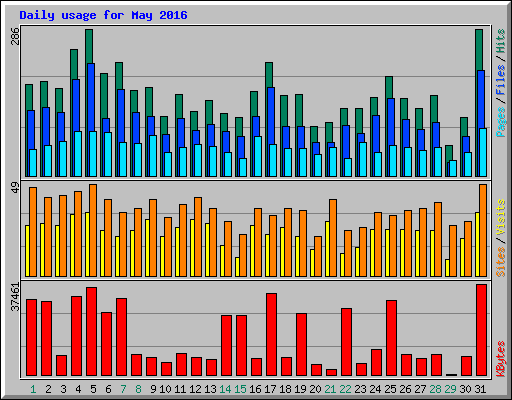 Daily usage for May 2016
286
Pages / Files / Hits
49
Sites / Visits
37461
KBytes
1 2 3 4 5 6 7 8 9 10 11 12 13 14 15 16 17 18 19 20 21 22 23 24 25 26 27 28 29 30 31